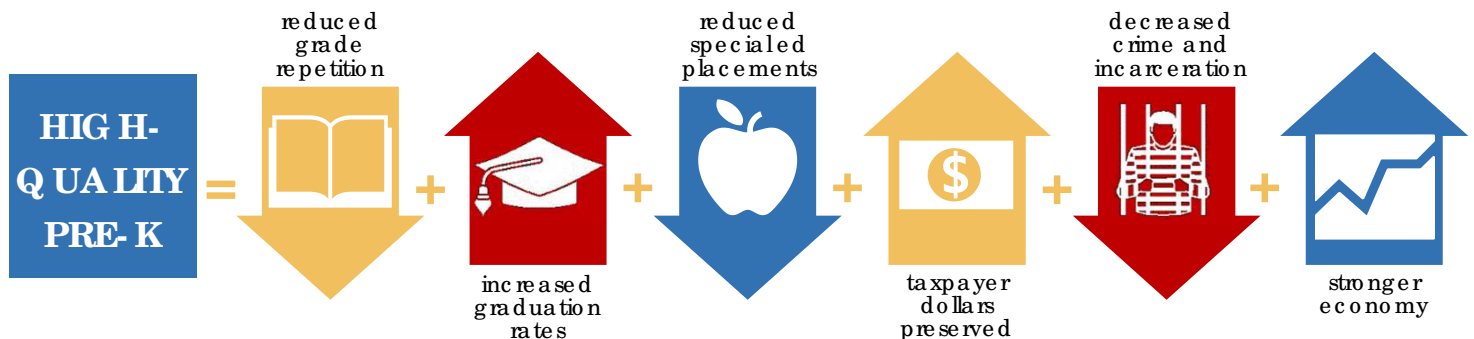 HIGH-
QUALITY
PRE-K
=
reduced
grade
repetition
+
increased
graduation
rates
+
reduced
specialed
placements
+
$
taxpayer
dollars
preserved
+
decreased
crime and
incarceration
+
stronger
economy